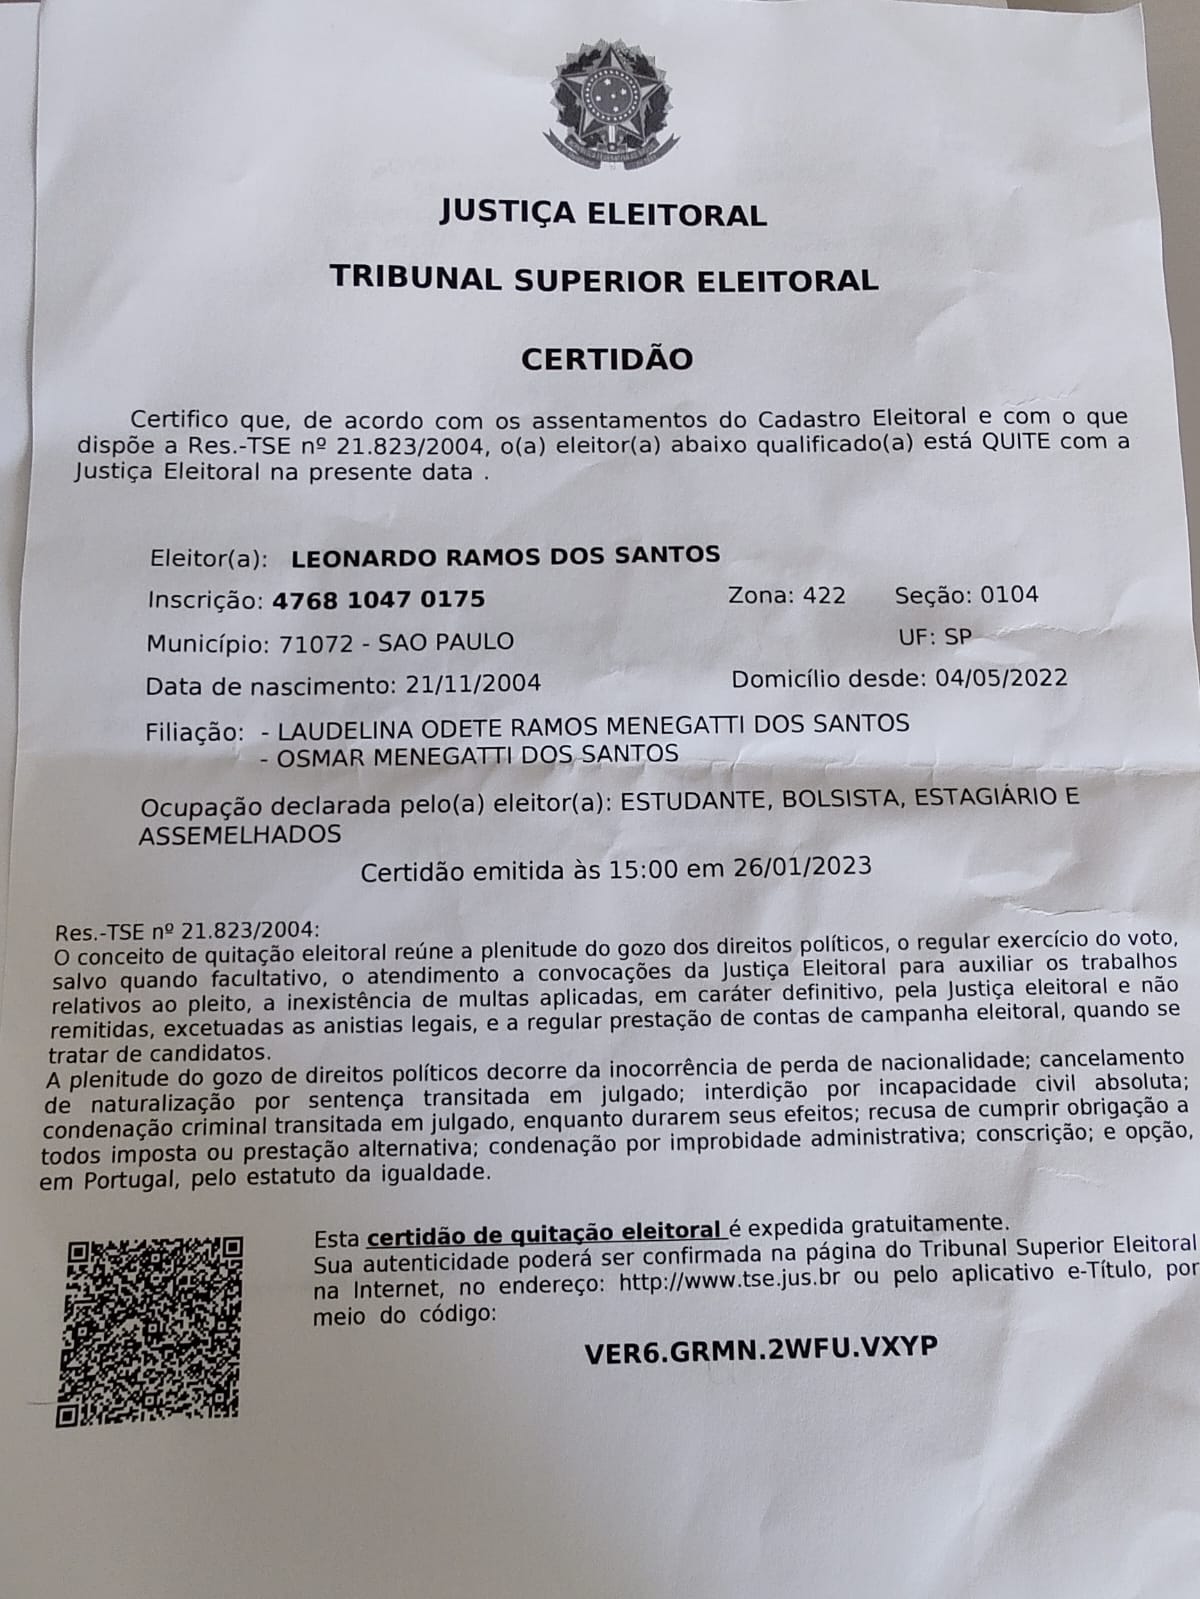 JUSTIÇA ELEITORAL
TRIBUNAL SUPERIOR ELEITORAL
CERTIDÃO
Certifico que, de acordo com os assentamentos do Cadastro Eleitoral e com o que
dispõe a Res.-TSE nº 21.823/2004, o(a) eleitor(a) abaixo qualificado(a) está QUITE com a
Justiça Eleitoral na presente data .
Eleitor(a): LEONARDO RAMOS DOS SANTOS
Inscrição: 4768 1047 0175 Zona: 422 Seção: 0104
Município: 71072 - SAO PAULO UF: SP
Data de nascimento: 21/11/2004 Domicílio desde: 04/05/2022
Filiação: - LAUDELINA ODETE RAMOS MENEGATTI DOS SANTOS
- OSMAR MENEGATTI DOS SANTOS
Ocupação declarada pelo(a) eleitor(a): ESTUDANTE, BOLSISTA, ESTAGIÁRIO E
ASSEMELHADOS
Certidão emitida às 15:00 em 26/01/2023
Res.-TSE nº 21.823/2004:
O conceito de quitação eleitoral reúne a plenitude do gozo dos direitos políticos, o regular exercício do voto,
salvo quando facultativo, o atendimento a convocações da Justiça Eleitoral para auxiliar os trabalhos
relativos ao pleito, a inexistência de multas aplicadas, em caráter definitivo, pela Justiça eleitoral e não
remitidas, excetuadas as anistias legais, e a regular prestação de contas de campanha eleitoral, quando se
tratar de candidatos.
A plenitude do gozo de direitos políticos decorre da inocorrência de perda de nacionalidade; cancelamento
de naturalização por sentença transitada em julgado; interdição por incapacidade civil absoluta;
condenação criminal transitada em julgado, enquanto durarem seus efeitos; recusa de cumprir obrigação a
todos imposta ou prestação alternativa; condenação por improbidade administrativa; conscrição; e opção,
em Portugal, pelo estatuto da igualdade.
Esta certidão de quitação eleitoral é expedida gratuitamente.
Sua autenticidade poderá ser confirmada na página do Tribunal Superior Eleitoral
na Internet, no endereço: http://www.tse.jus.br ou pelo aplicativo e-Título, por
meio do código:
VER6.GRMN.2WFU.VXYP